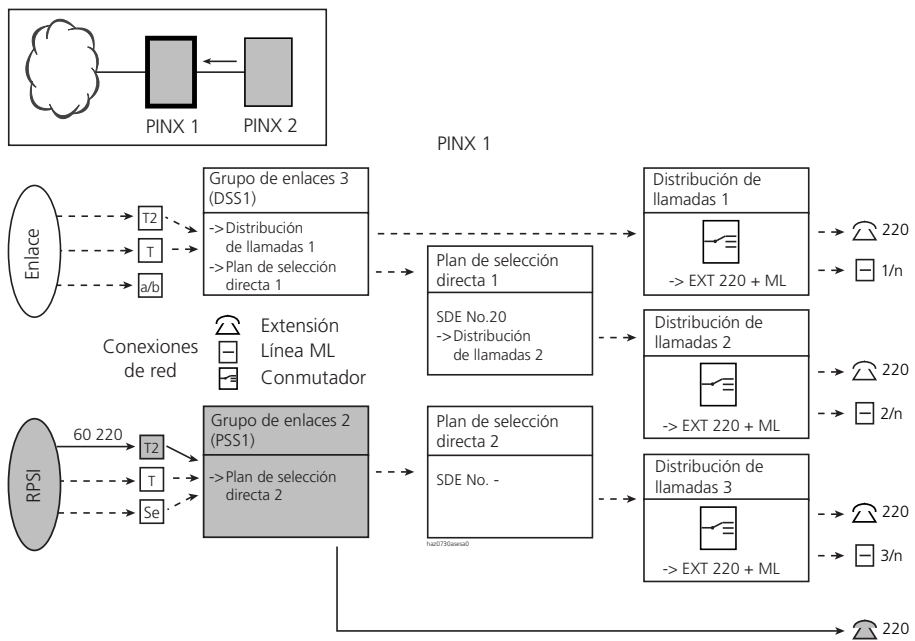 PINX 1
PINX 2
PINX 1
Enlace
T2
T
a/b
Grupo de enlaces 3
(DSS1)
->Distribución
de llamadas 1
->Plan de selección
directa 1
Plan de selección
directa 1
SDE No.20
->Distribución
de llamadas 2
Distribución de
llamadas 1
-> EXT 220 + ML
220
1/n
Conexiones
de red
Extensión
Línea ML
Conmutador
Distribución de
llamadas 2
-> EXT 220 + ML
220
2/n
RPSI
60 220
T2
T
Se
Grupo de enlaces 2
(PSS1)
->Plan de selección
directa 2
Plan de selección
directa 2
SDE No. -
haz0730asesa0
Distribución de
llamadas 3
-> EXT 220 + ML
220
3/n
220